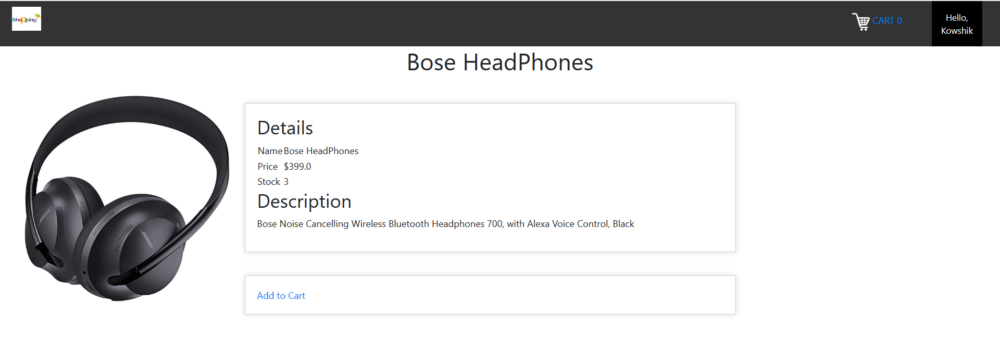 Shopping
CART 0
Hello,
Kowshik
Bose HeadPhones
Details
Name Bose HeadPhones
Price $399.0
Stock 3
Description
Bose Noise Cancelling Wireless Bluetooth Headphones 700, with Alexa Voice Control, Black
BOSE
BOSE
Add to Cart